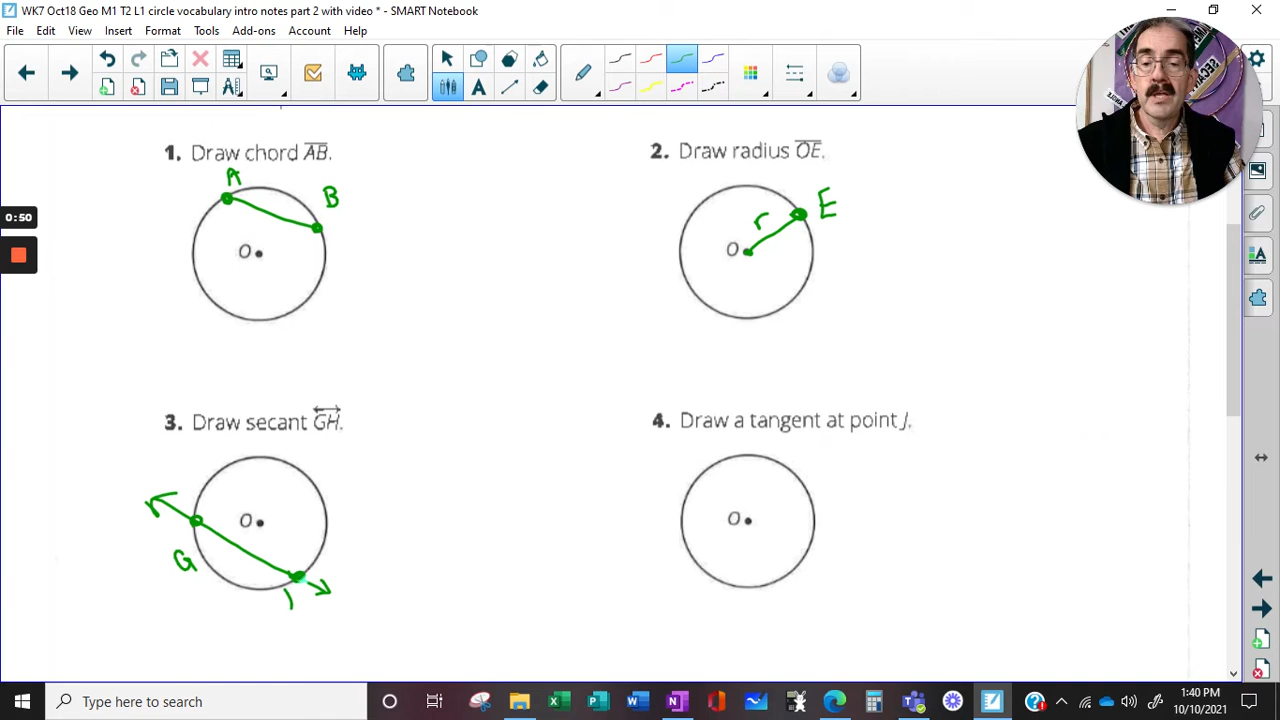 WK7 Oct18 Geo M1 T2 L1 circle vocabulary intro notes part 2 with video * - SMART Notebook
File Edit View Insert Format Tools Add-ons Account Help
0:50
1. Draw chord AB.
A
B
O
2. Draw radius OE.
E
r
O
3. Draw secant GH.
O
G
4. Draw a tangent at point J.
O
Type here to search
1:40 PM
10/10/2021